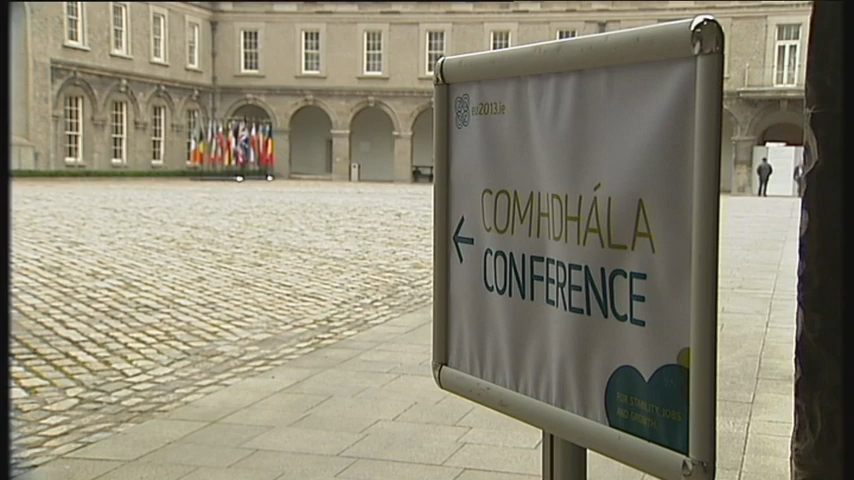 eu2013.ie
COMHDHÁLA
CONFERENCE
FOR STABILITY, JOBS
AND GROWTH